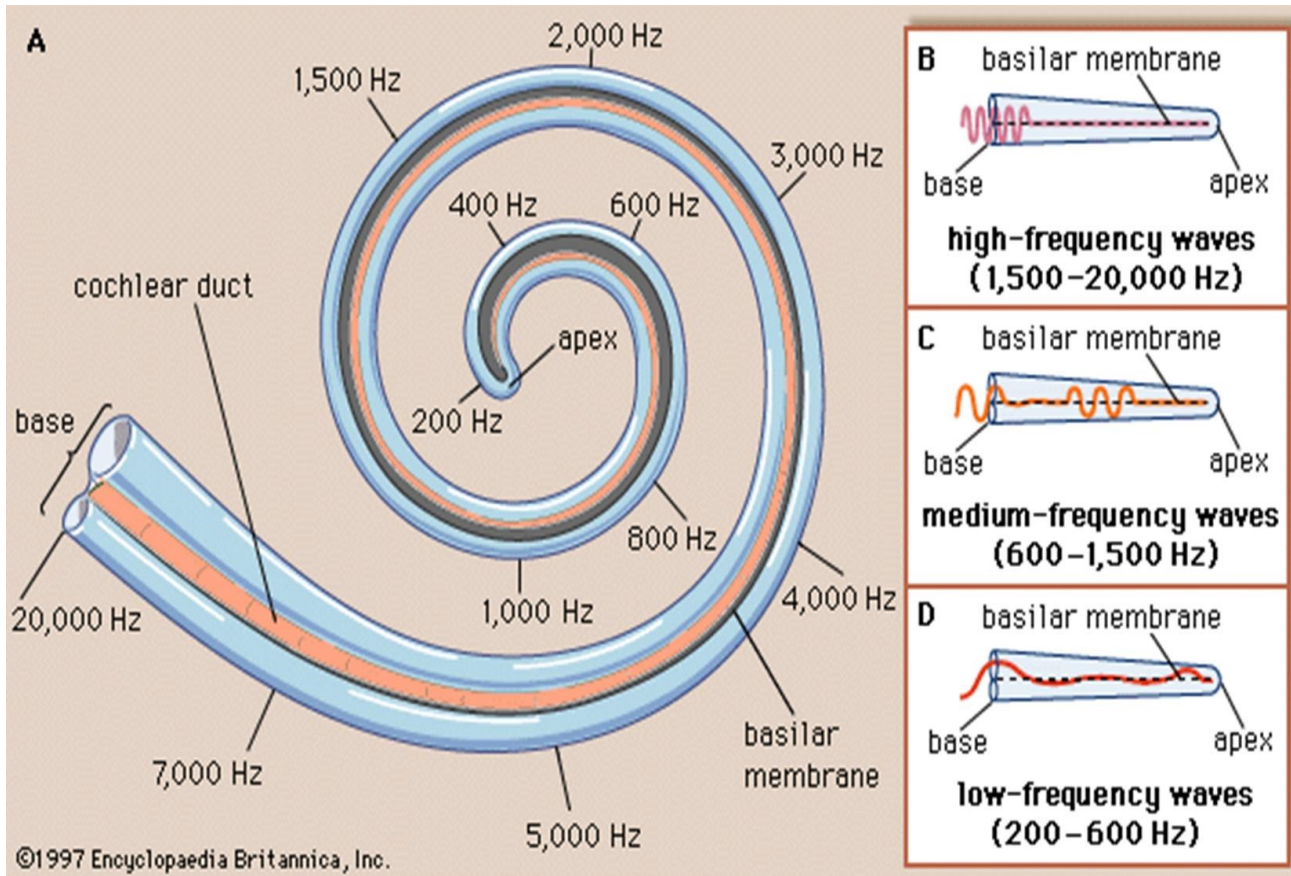 A
2,000 Hz
1,500 Hz
3,000 Hz
400 Hz
600 Hz
cochlear duct
apex
200 Hz
base
800 Hz
1,000 Hz
4,000 Hz
20,000 Hz
basilar
membrane
7,000 Hz
5,000 Hz
©1997 Encyclopaedia Britannica, Inc.
B
basilar membrane
base
apex
high-frequency waves
(1,500–20,000 Hz)
C
basilar membrane
base
apex
medium-frequency waves
(600–1,500 Hz)
D
basilar membrane
base
apex
low-frequency waves
(200–600 Hz)